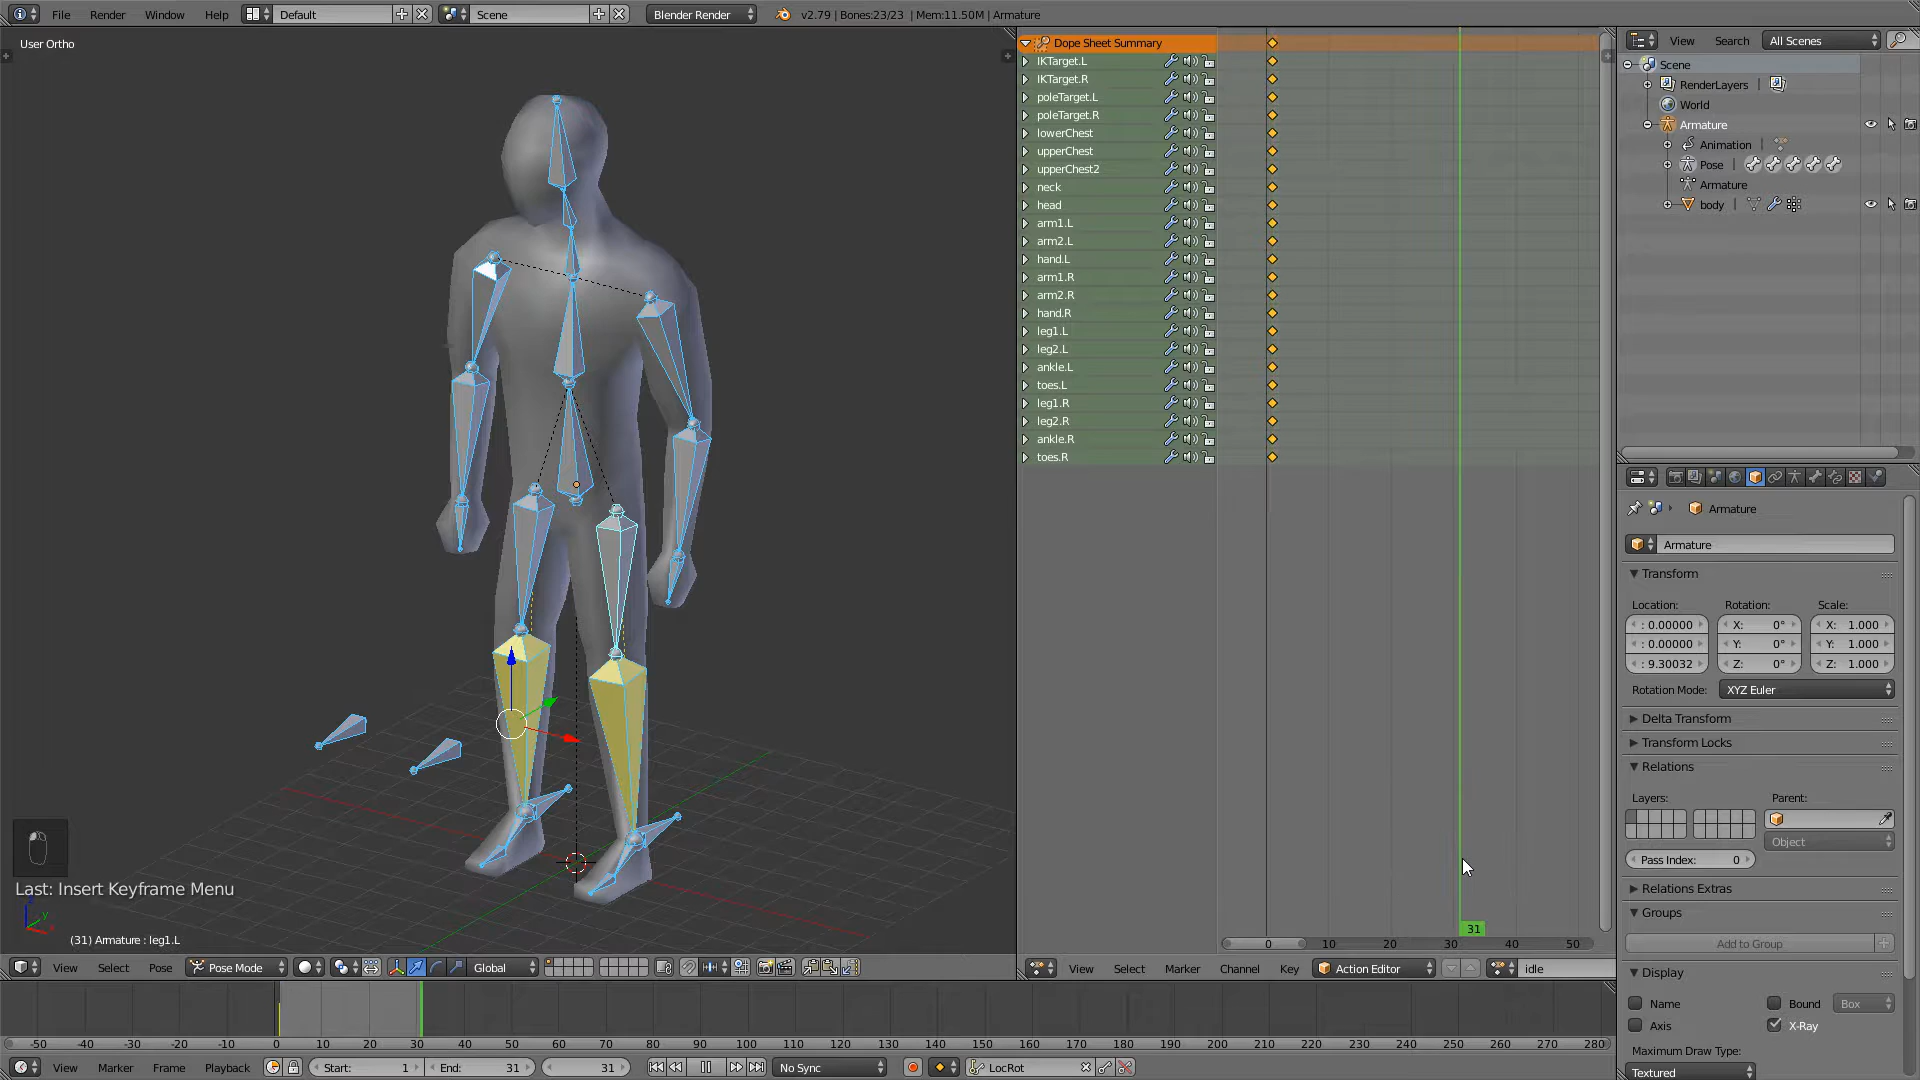 File Render Window Help Default Scene Blender Render v2.79 | Bones:23/23 | Mem:11.50M | Armature
User Ortho
Last: Insert Keyframe Menu
(31) Armature : leg1.L
View Select Pose Pose Mode Global
Dope Sheet Summary
IKTarget.L
IKTarget.R
poleTarget.L
poleTarget.R
lowerChest
upperChest
upperChest2
neck
head
arm1.L
arm2.L
hand.L
arm1.R
arm2.R
hand.R
leg1.L
leg2.L
ankle.L
toes.L
leg1.R
leg2.R
ankle.R
toes.R
31
0 10 20 30 40 50
View Select Marker Channel Key Action Editor idle
View Search All Scenes
Scene
RenderLayers
World
Armature
Animation
Pose
Armature
body
Armature
Armature
Transform
Location: Rotation: Scale:
: 0.00000 X: 0° X: 1.000
: 0.00000 Y: 0° Y: 1.000
: 9.30032 Z: 0° Z: 1.000
Rotation Mode: XYZ Euler
Delta Transform
Transform Locks
Relations
Layers: Parent:
Object
Pass Index: 0
Relations Extras
Groups
Add to Group
Display
Name Bound Box
Axis X-Ray
Maximum Draw Type:
Textured
-50 -40 -30 -20 -10 0 10 20 30 40 50 60 70 80 90 100 110 120 130 140 150 160 170 180 190 200 210 220 230 240 250 260 270 280
View Marker Frame Playback Start: 1 End: 31 31 No Sync LocRot